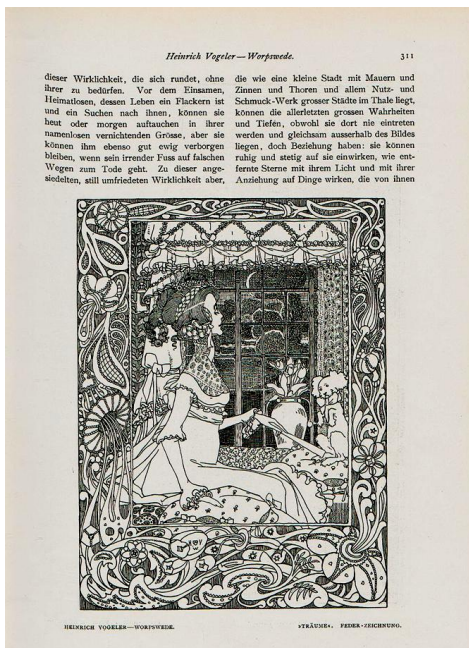 Heinrich Vogeler — Worpswede.
311
dieser Wirklichkeit, die sich rundet, ohne
ihrer zu bedürfen. Vor dem Einsamen,
Heimatlosen, dessen Leben ein Flackern ist
und ein Suchen nach ihnen, können sie
heut oder morgen auftauchen in ihrer
namenlosen vernichtenden Grösse, aber sie
können ihm ebenso gut ewig verborgen
bleiben, wenn sein irrender Fuss auf falschen
Wegen zum Tode geht. Zu dieser ange-
siedelten, still umfriedeten Wirklichkeit aber,
die wie eine kleine Stadt mit Mauern und
Zinnen und Thoren und allem Nutz- und
Schmuck-Werk grosser Städte im Thale liegt,
können die allerletzten grossen Wahrheiten
und Tiefen, obwohl sie dort nie eintreten
werden und gleichsam ausserhalb des Bildes
liegen, doch Beziehung haben: sie können
ruhig und stetig auf sie einwirken, wie ent-
fernte Sterne mit ihrem Licht und mit ihrer
Anziehung auf Dinge wirken, die von ihnen
HEINRICH VOGELER—WORPSWEDE.
»TRÄUME«. FEDER-ZEICHNUNG.